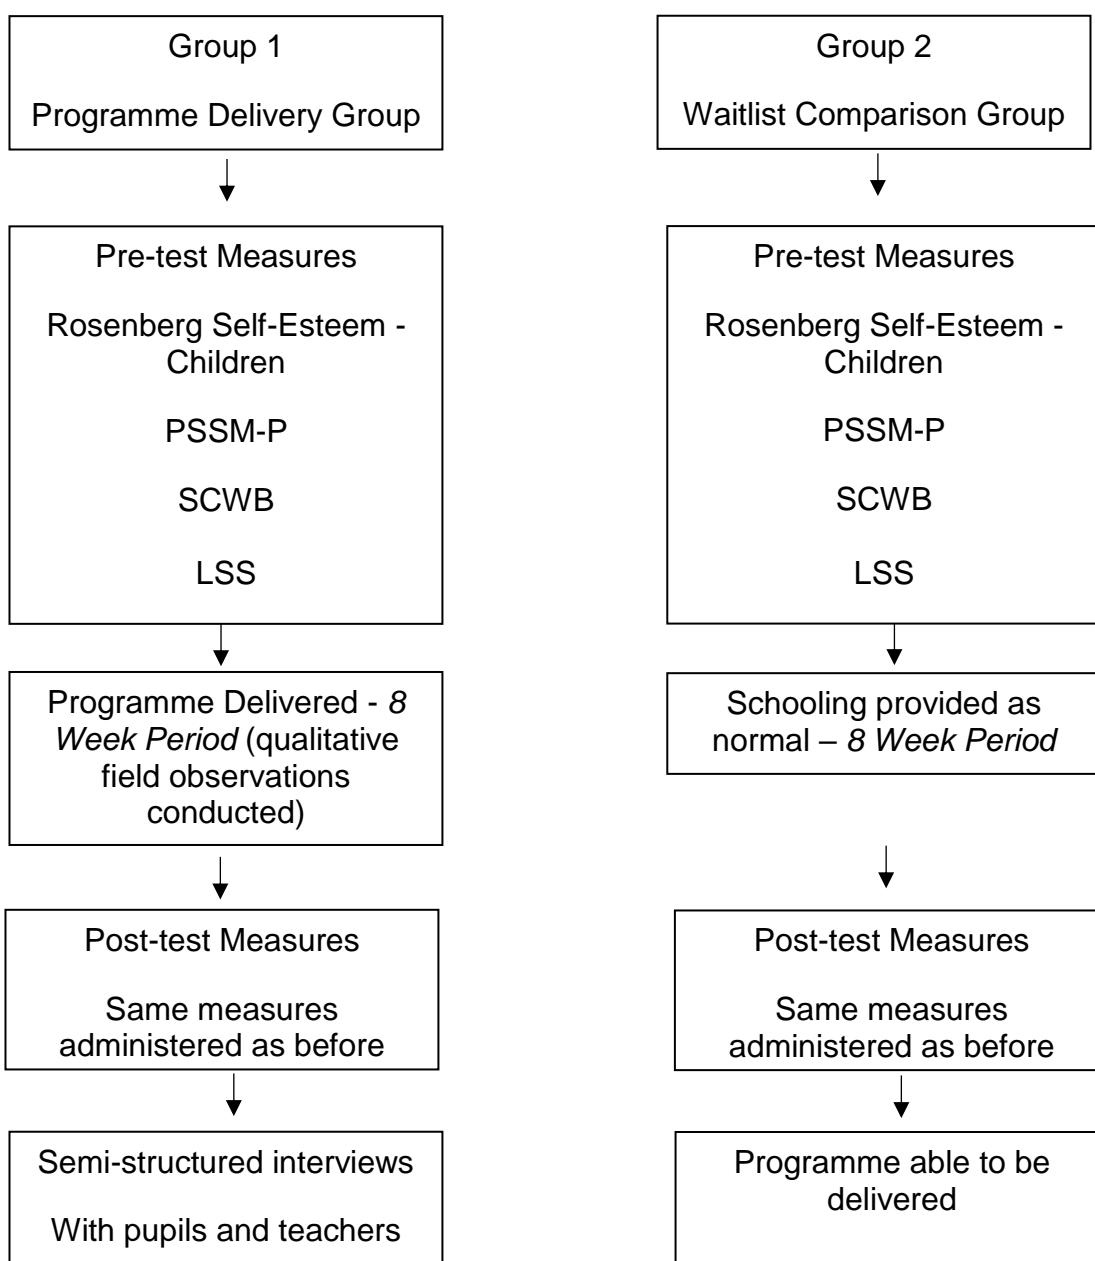 Group 1
Programme Delivery Group
Pre-test Measures
Rosenberg Self-Esteem -
Children
PSSM-P
SCWB
LSS
Programme Delivered - 8
Week Period (qualitative
field observations
conducted)
Post-test Measures
Same measures
administered as before
Semi-structured interviews
With pupils and teachers
Group 2
Waitlist Comparison Group
Pre-test Measures
Rosenberg Self-Esteem -
Children
PSSM-P
SCWB
LSS
Schooling provided as
normal – 8 Week Period
Post-test Measures
Same measures
administered as before
Programme able to be
delivered